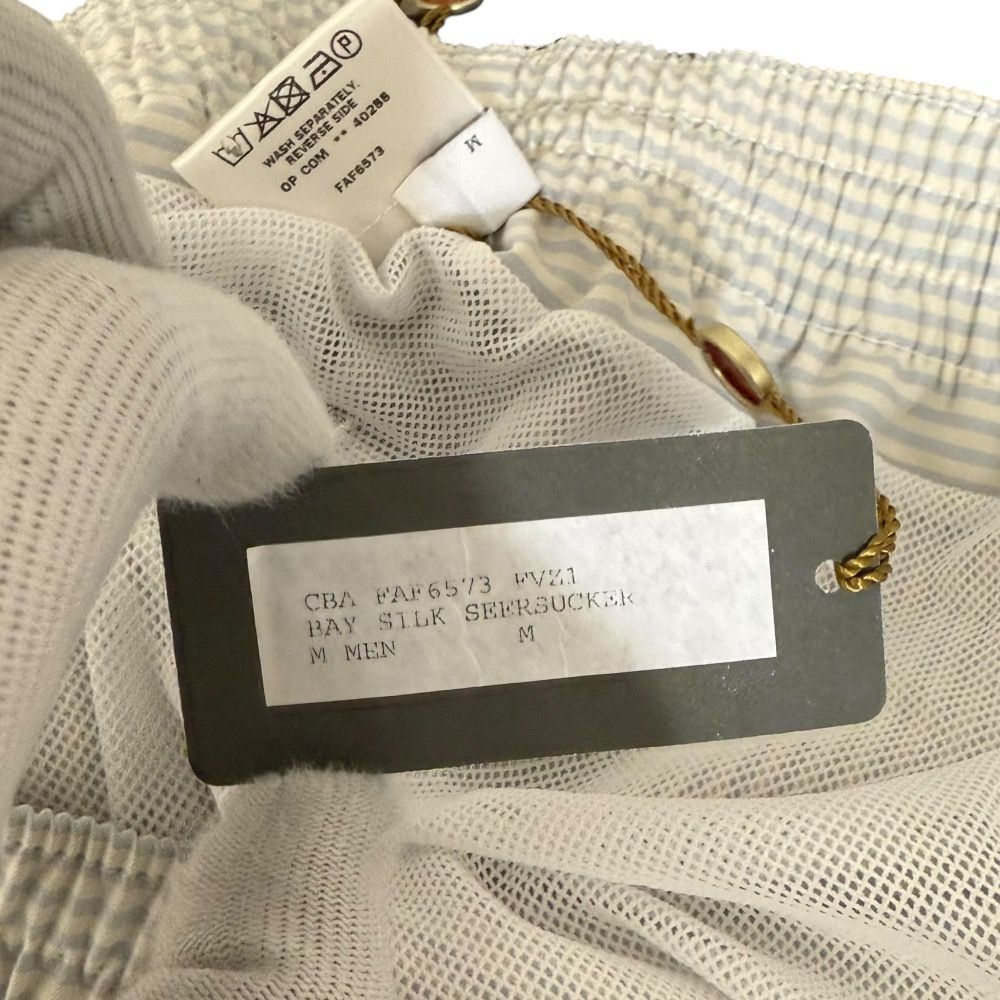 P
WASH SEPARATELY.
REVERSE SIDE
OP COM ** 40288
FAF6573
M
CBA FAF6573 FVZ1
BAY SILK SEERSUCKER
M MEN M